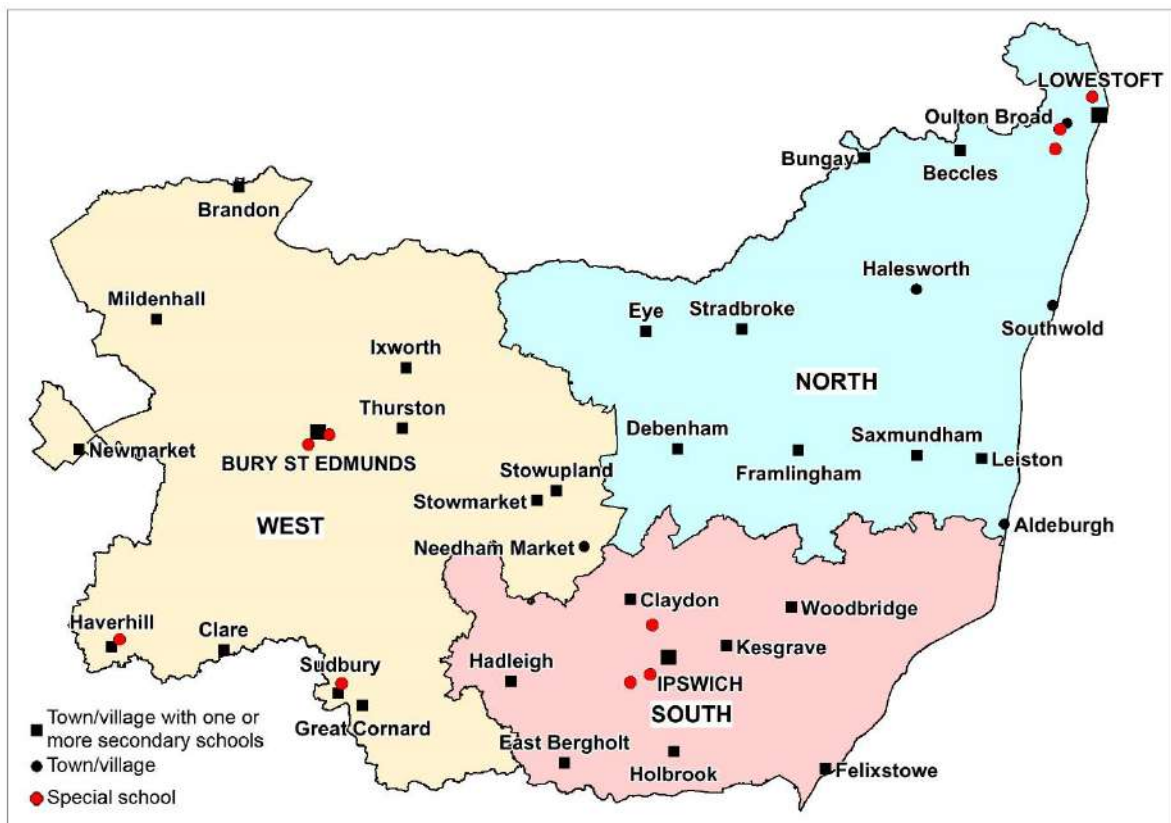 LOWESTOFT
Oulton Broad
Bungay
Beccles
Brandon
Halesworth
Mildenhall
Eye
Stradbroke
Southwold
Ixworth
NORTH
Thurston
Debenham
Saxmundham
Newmarket
BURY ST EDMUNDS
Framlingham
Leiston
Stowupland
Stowmarket
WEST
Aldeburgh
Needham Market
Claydon
Woodbridge
Haverhill
Clare
Kesgrave
Sudbury
Hadleigh
IPSWICH
SOUTH
Great Cornard
East Bergholt
Holbrook
Felixstowe
Town/village with one or
more secondary schools
Town/village
Special school